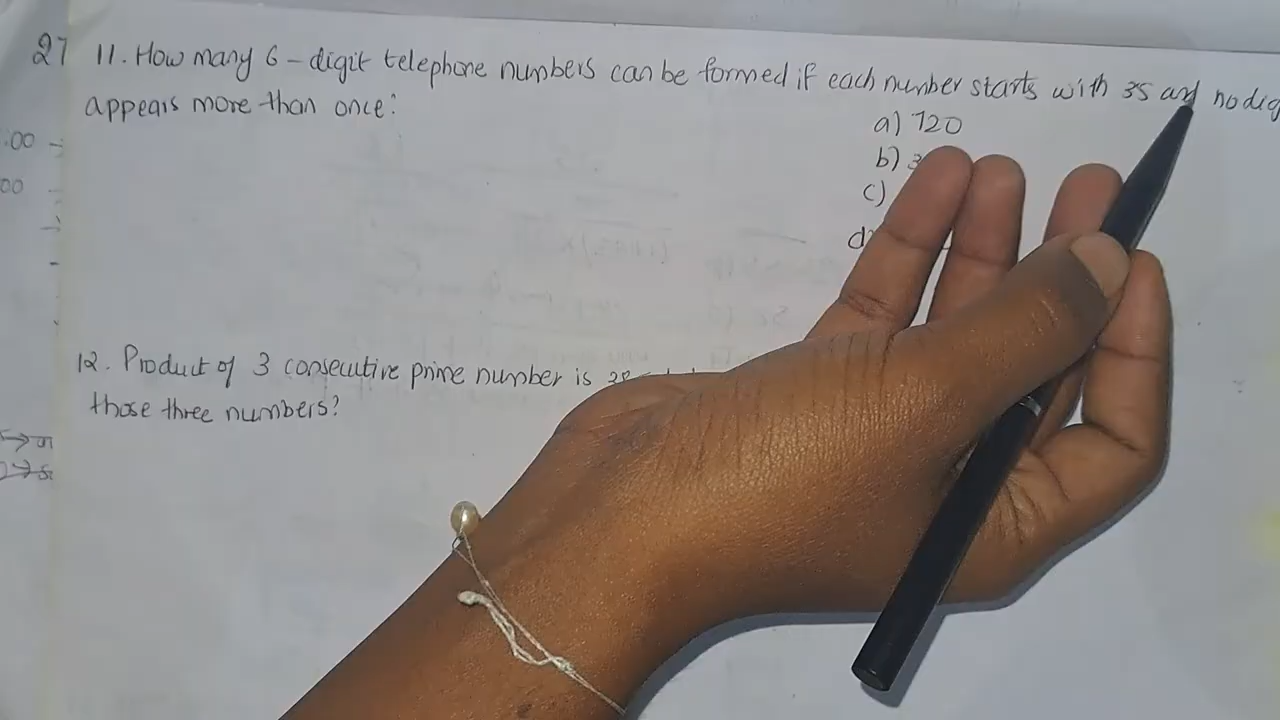 27 11. How many 6-digit telephone numbers can be formed if each number starts with 35 and no
appears more than once?
a) 720
b)
c)
12. Product of 3 consecutive prime number is
those three numbers?